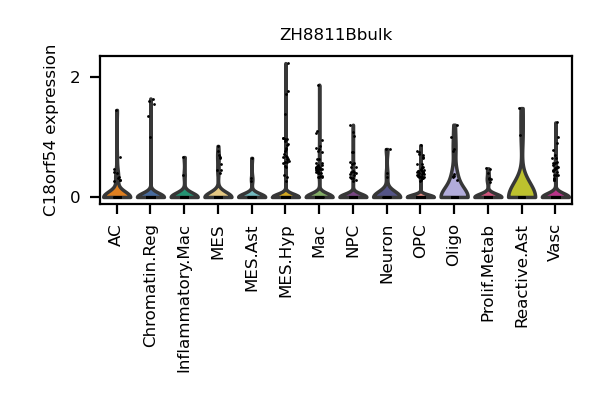 ZH8811Bbulk
C18orf54 expression
2
0
AC
Chromatin.Reg
Inflammatory.Mac
MES
MES.Ast
MES.Hyp
Mac
NPC
Neuron
OPC
Oligo
Prolif.Metab
Reactive.Ast
Vasc